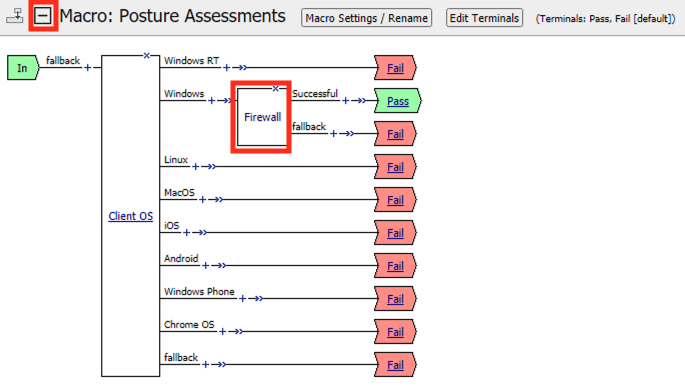 Macro: Posture Assessments Macro Settings / Rename Edit Terminals (Terminals: Pass, Fail [default])
In fallback + Windows RT + Fail
Windows + Successful + Pass
Firewall
fallback + Fail
Linux + Fail
MacOS + Fail
Client OS
iOS + Fail
Android + Fail
Windows Phone + Fail
Chrome OS + Fail
fallback + Fail